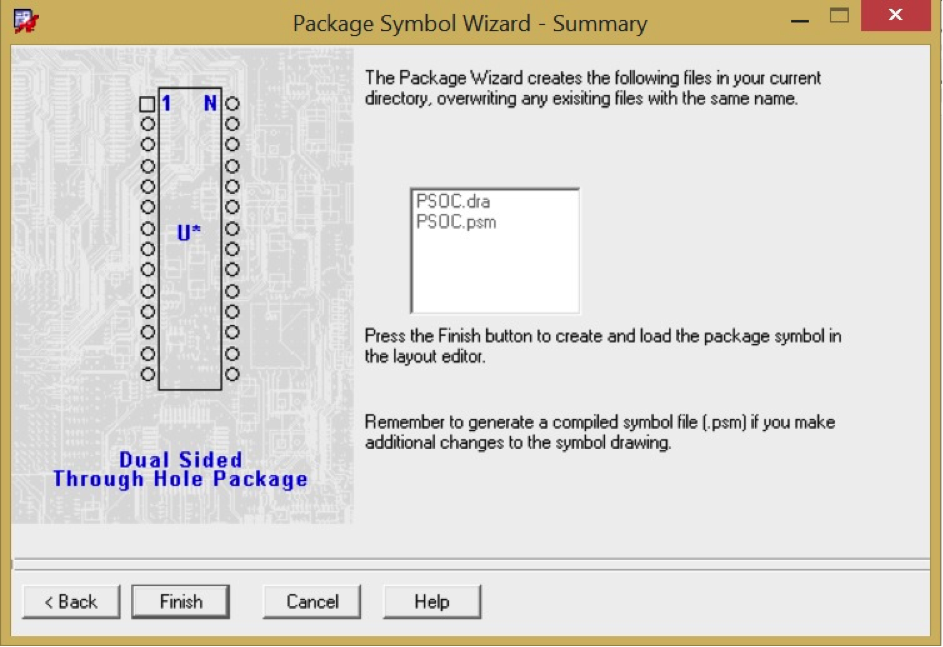 Package Symbol Wizard - Summary
The Package Wizard creates the following files in your current
directory, overwriting any exisiting files with the same name.
1 N
U*
PSOC.dra
PSOC.psm
Press the Finish button to create and load the package symbol in
the layout editor.
Remember to generate a compiled symbol file (.psm) if you make
additional changes to the symbol drawing.
Dual Sided
Through Hole Package
< Back Finish Cancel Help